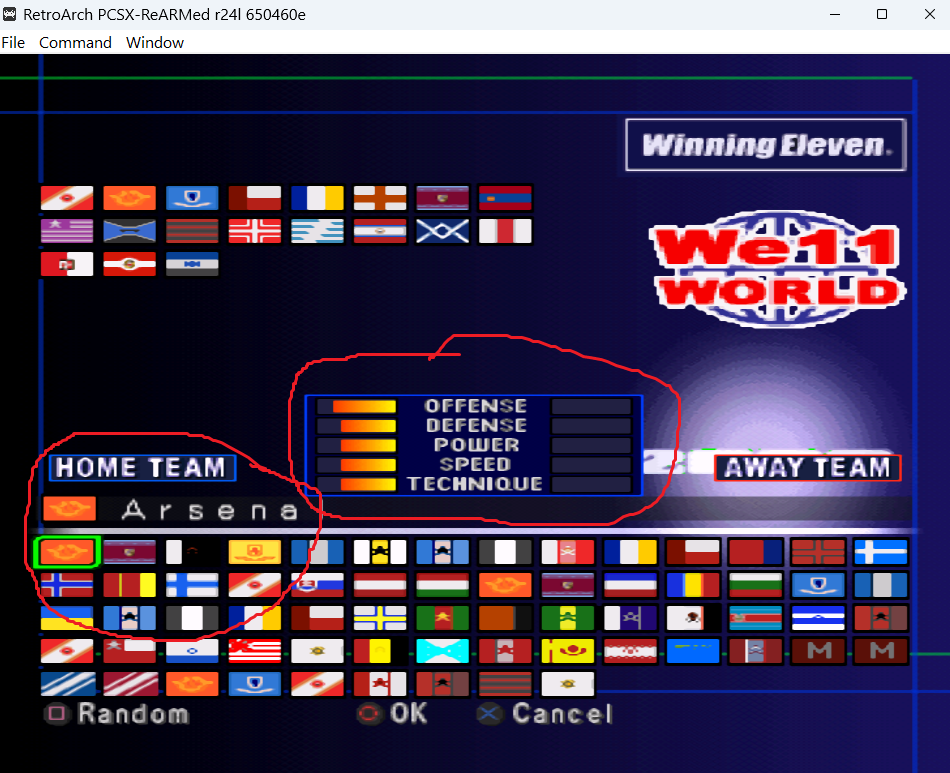 RetroArch PCSX-ReARMed r24l 650460e
File Command Window
Winning Eleven.
We11
WORLD
OFFENSE
DEFENSE
POWER
SPEED
TECHNIQUE
HOME TEAM
AWAY TEAM
Arsena
M M
Random OK Cancel